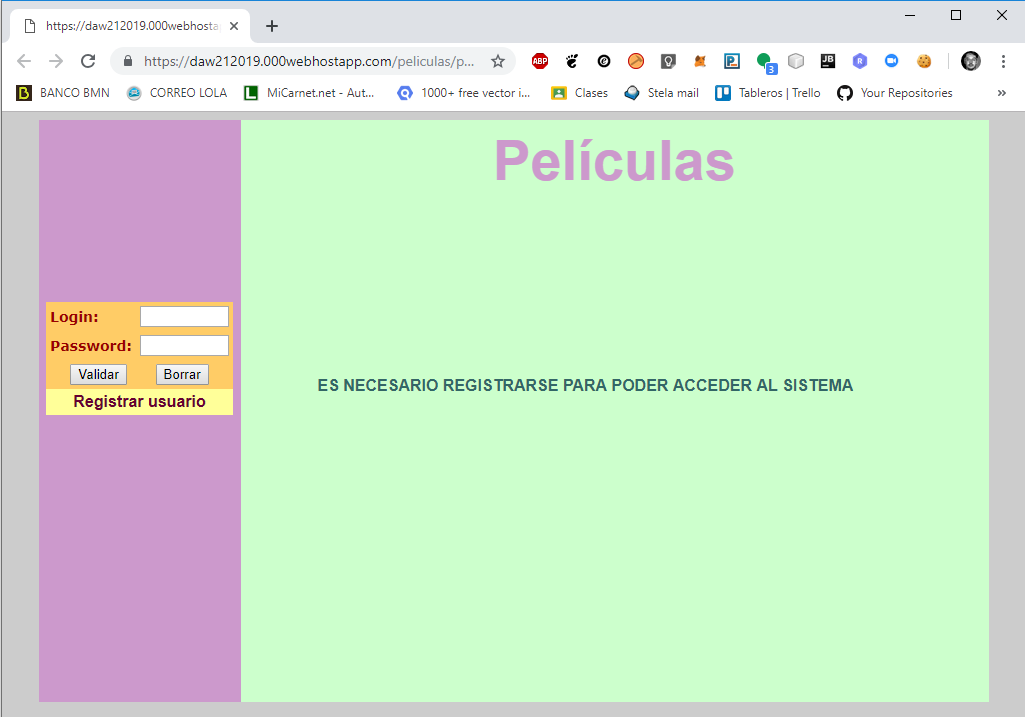 https://daw212019.000webhosta
https://daw212019.000webhostapp.com/peliculas/p...
ABP
P
3
JB
R
B BANCO BMN
CORREO LOLA
L MiCarnet.net - Aut...
1000+ free vector i...
Clases
Stela mail
Tableros | Trello
Your Repositories
»
Películas
Login:
Password:
Validar Borrar
Registrar usuario
ES NECESARIO REGISTRARSE PARA PODER ACCEDER AL SISTEMA